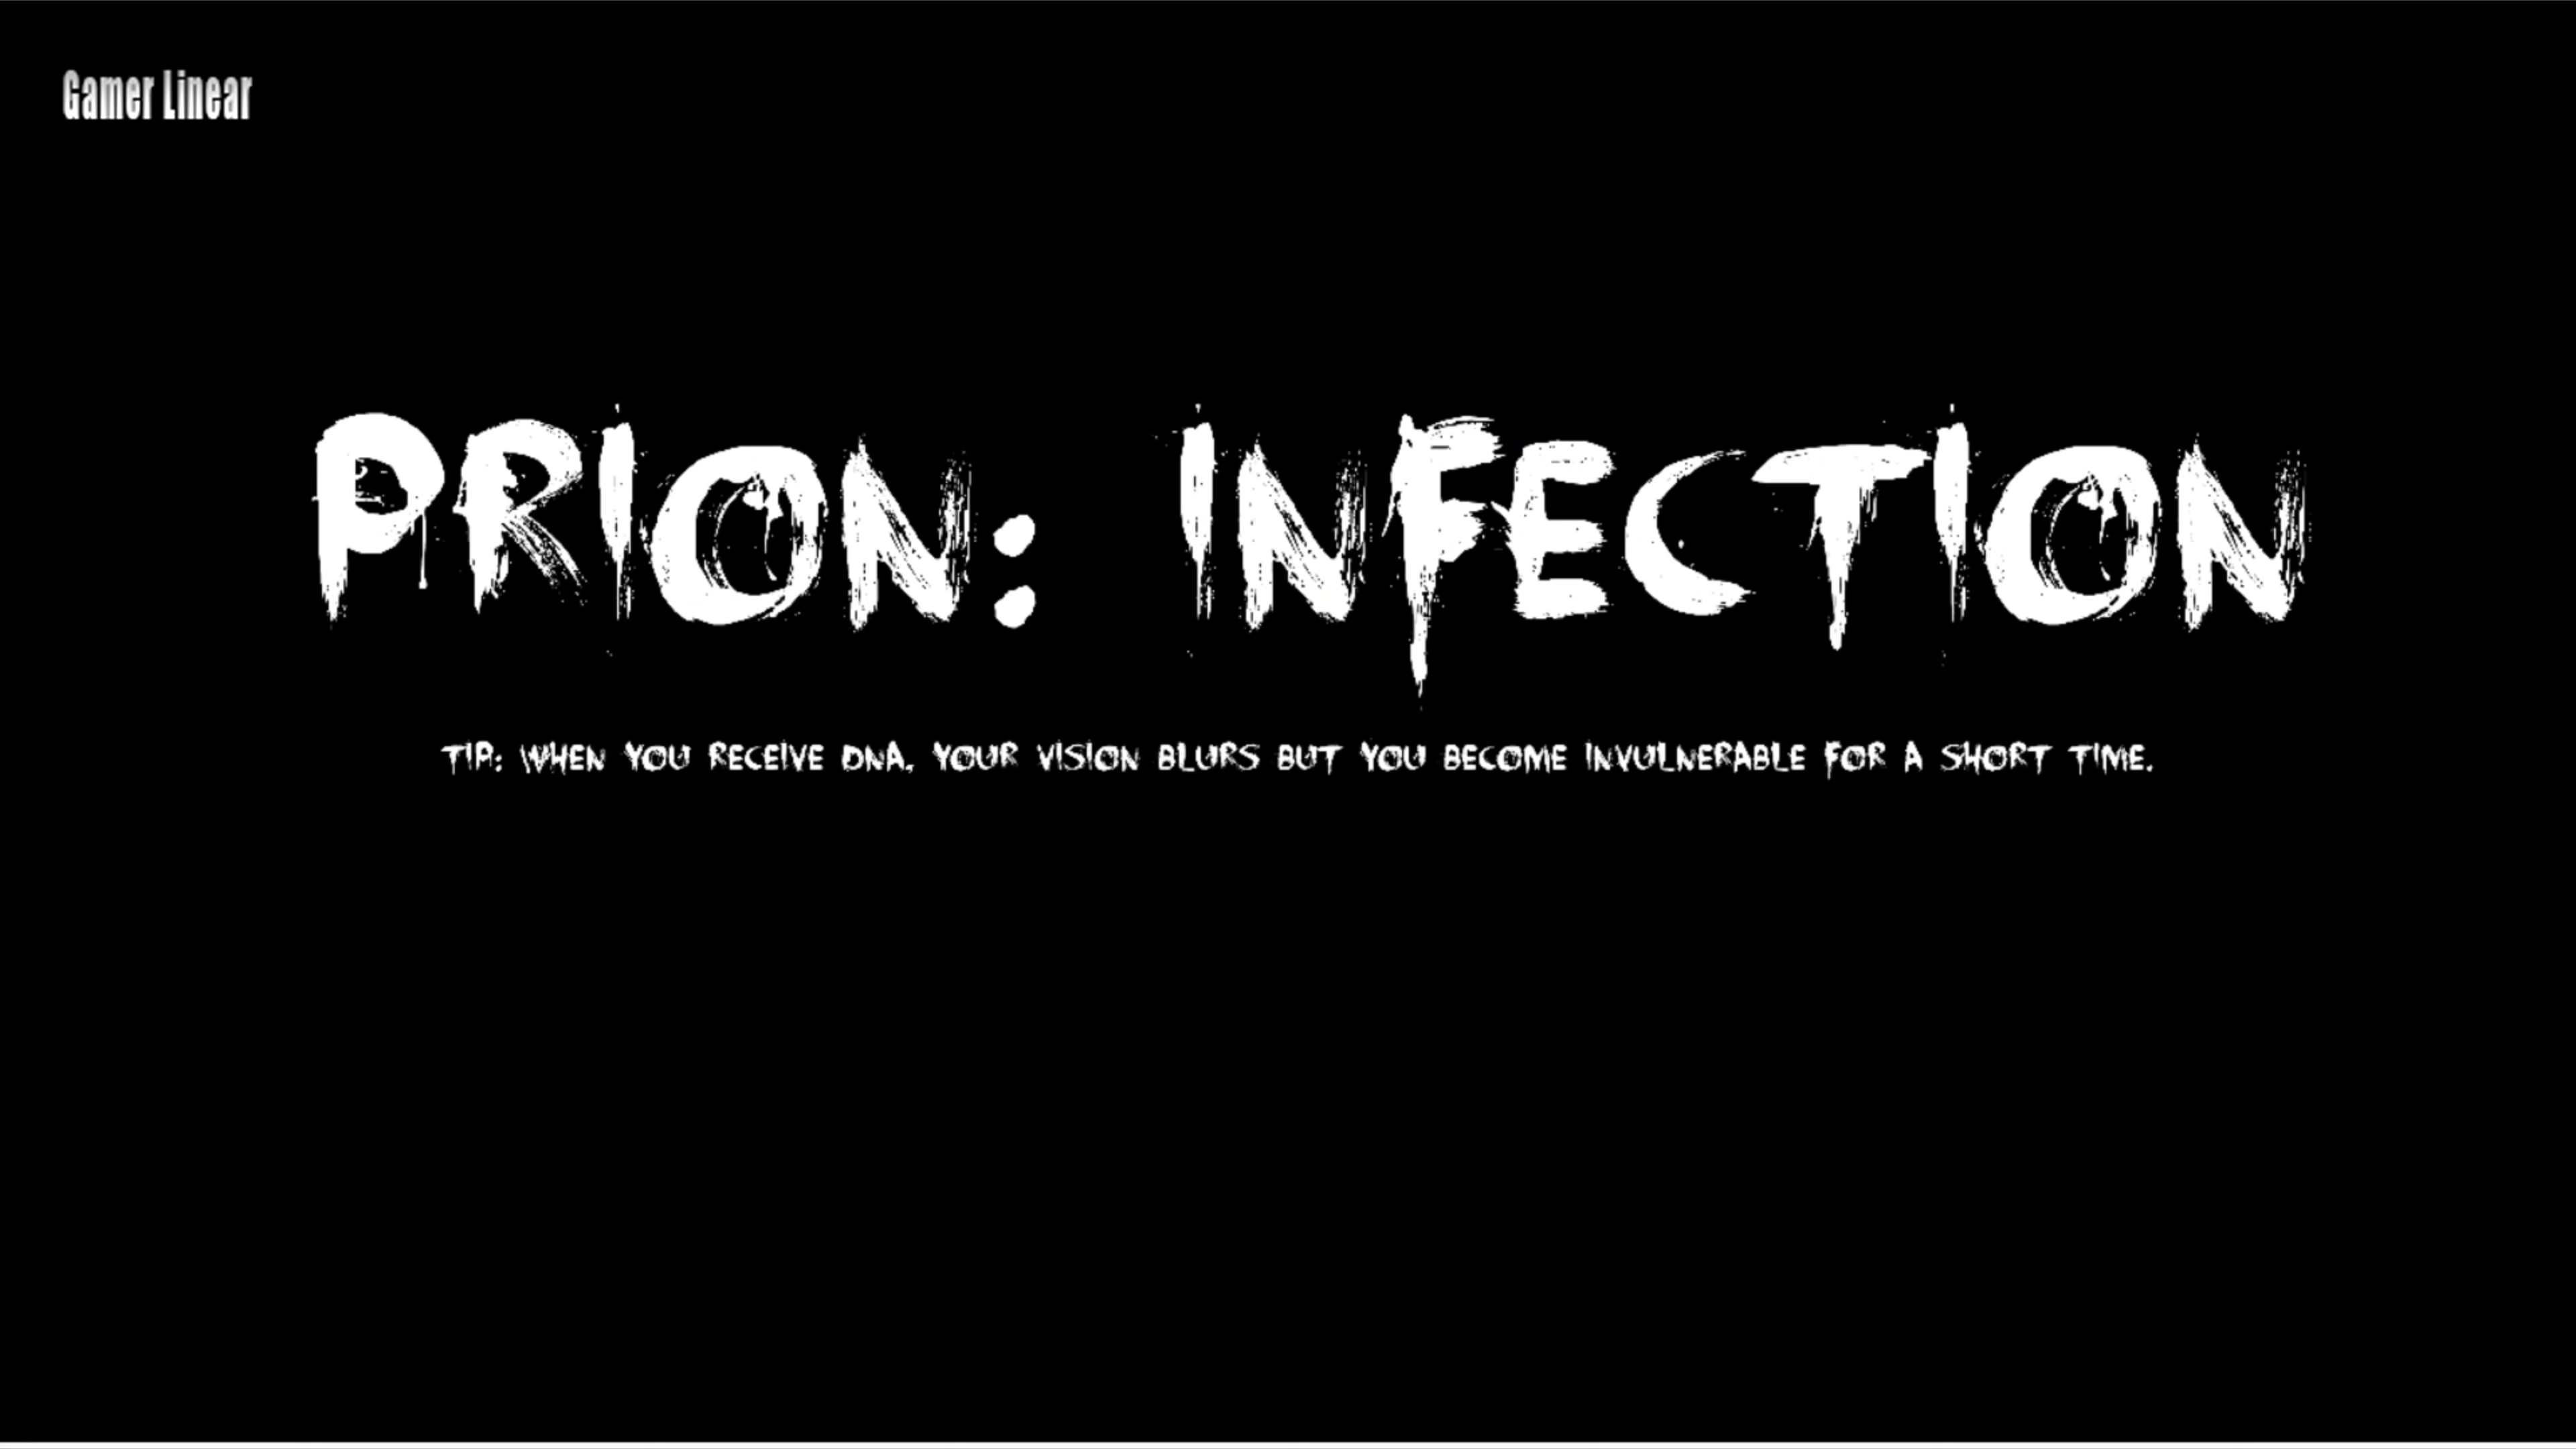 Gamer Linear
PRION: INFECTION
TIP: WHEN YOU RECEIVE DNA, YOUR VISION BLURS BUT YOU BECOME INVULNERABLE FOR A SHORT TIME.